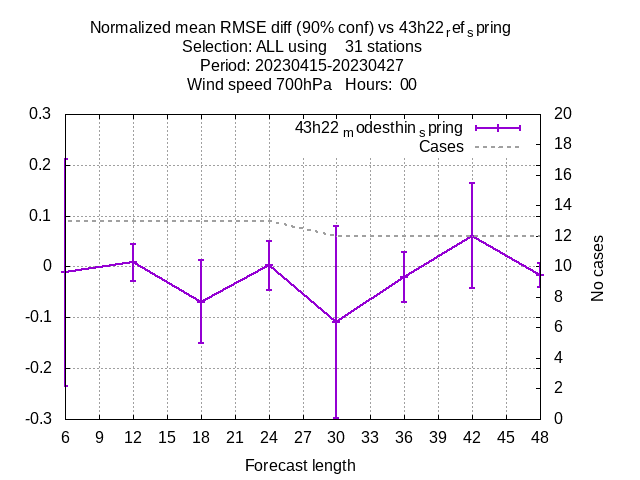 Normalized mean RMSE diff (90% conf) vs 43h22refspring
Selection: ALL using 31 stations
Period: 20230415-20230427
Wind speed 700hPa Hours: 00
43h22modesthinspring
Cases
0.3
0.2
0.1
0
-0.1
-0.2
-0.3
20
18
16
14
12
10
8
6
4
2
0
No cases
6 9 12 15 18 21 24 27 30 33 36 39 42 45 48
Forecast length